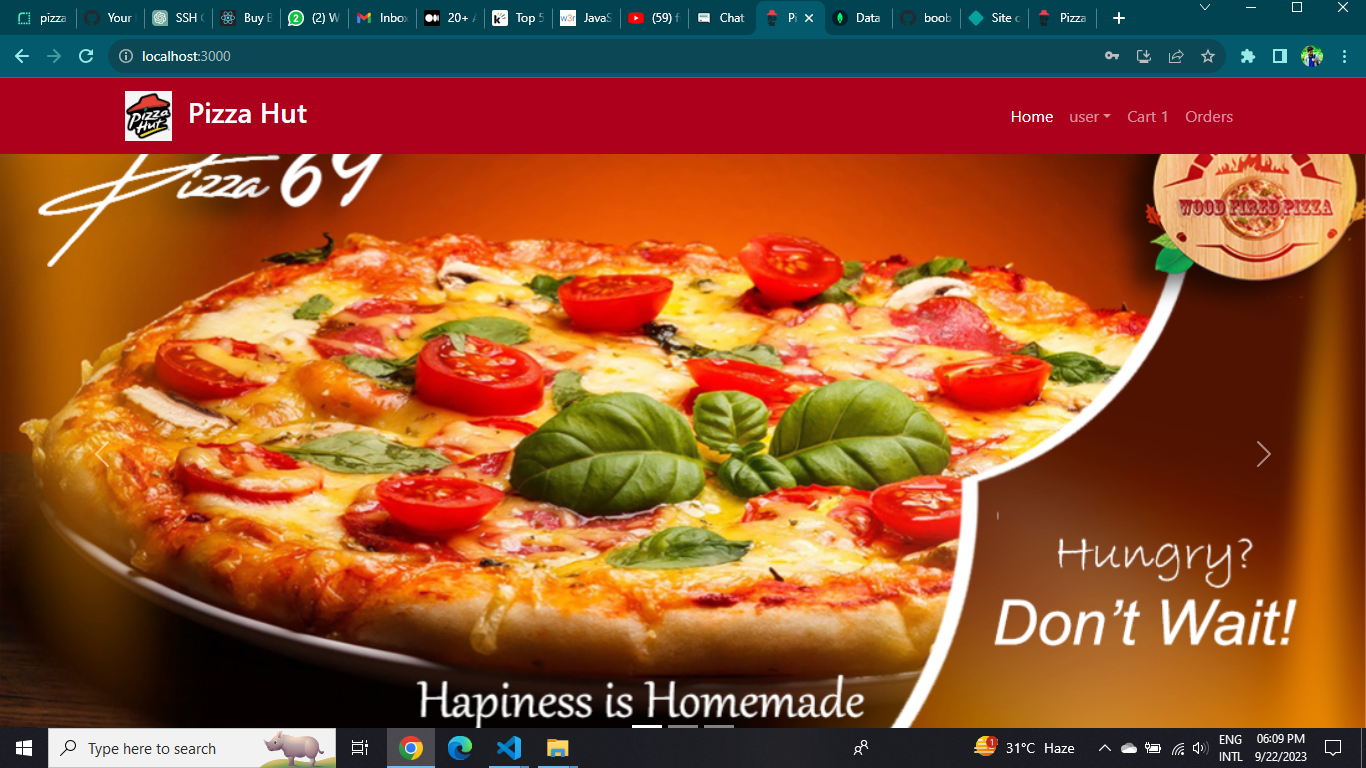 pizza
Your
SSH
Buy E
(2) W
Inbox
20+
Top 5
JavaS
(59) f
Chat
Pi
Data
boob
Site c
Pizza
localhost:3000
Pizza Hut
Pizza Hut
Home
user
Cart 1
Orders
Pizza 69
WOOD FIRED PIZZA
Hungry?
Don't Wait!
Hapiness is Homemade
Type here to search
1
31°C Haze
ENG
INTL
06:09 PM
9/22/2023